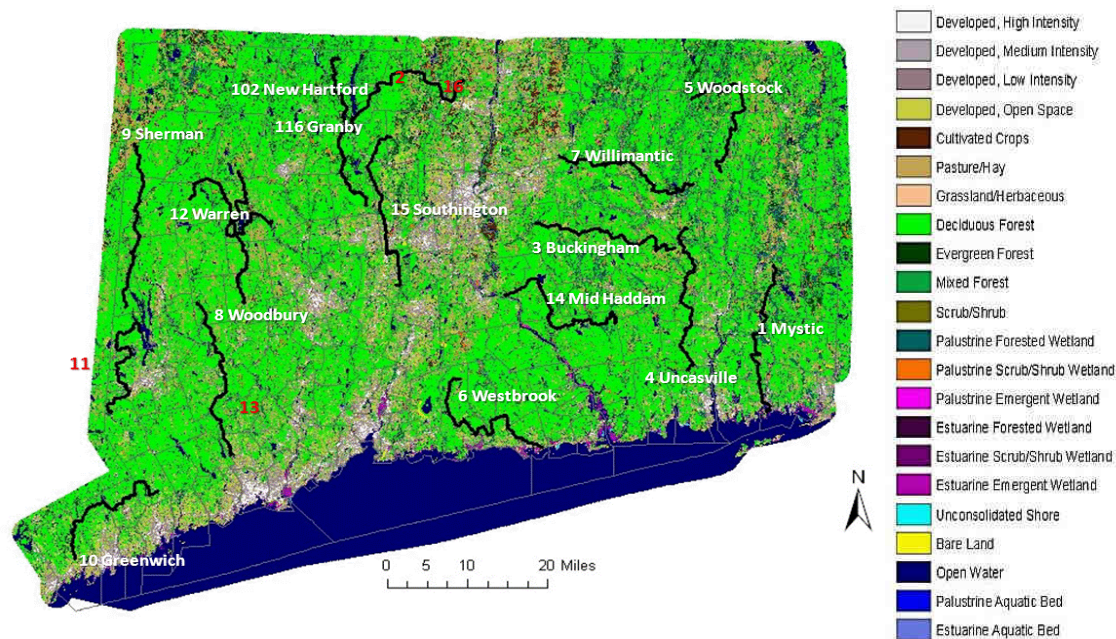 2
16
102 New Hartford
5 Woodstock
116 Granby
9 Sherman
7 Willimantic
12 Warren
15 Southington
3 Buckingham
14 Mid Haddam
8 Woodbury
1 Mystic
11
4 Uncasville
6 Westbrook
13
10 Greenwich
N
0 5 10 20 Miles
Developed, High Intensity
Developed, Medium Intensity
Developed, Low Intensity
Developed, Open Space
Cultivated Crops
Pasture/Hay
Grassland/Herbaceous
Deciduous Forest
Evergreen Forest
Mixed Forest
Scrub/Shrub
Palustrine Forested Wetland
Palustrine Scrub/Shrub Wetland
Palustrine Emergent Wetland
Estuarine Forested Wetland
Estuarine Scrub/Shrub Wetland
Estuarine Emergent Wetland
Unconsolidated Shore
Bare Land
Open Water
Palustrine Aquatic Bed
Estuarine Aquatic Bed